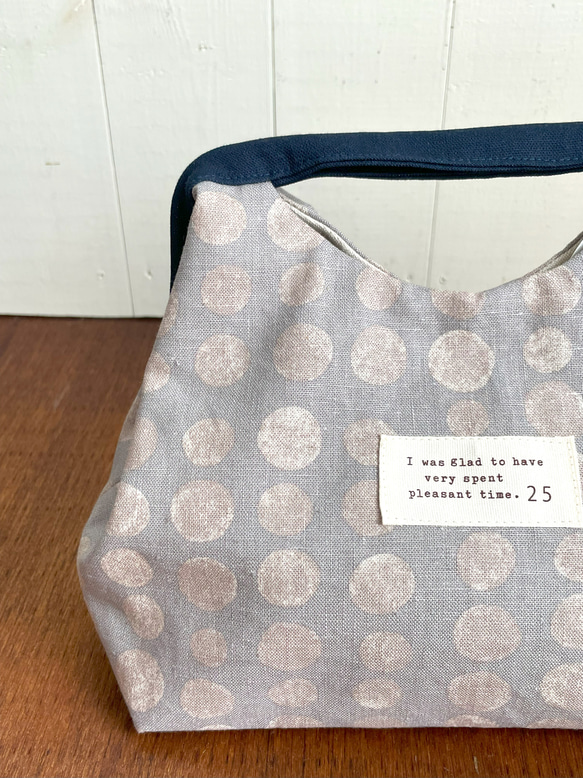 I was glad to have
very spent
pleasant time. 25